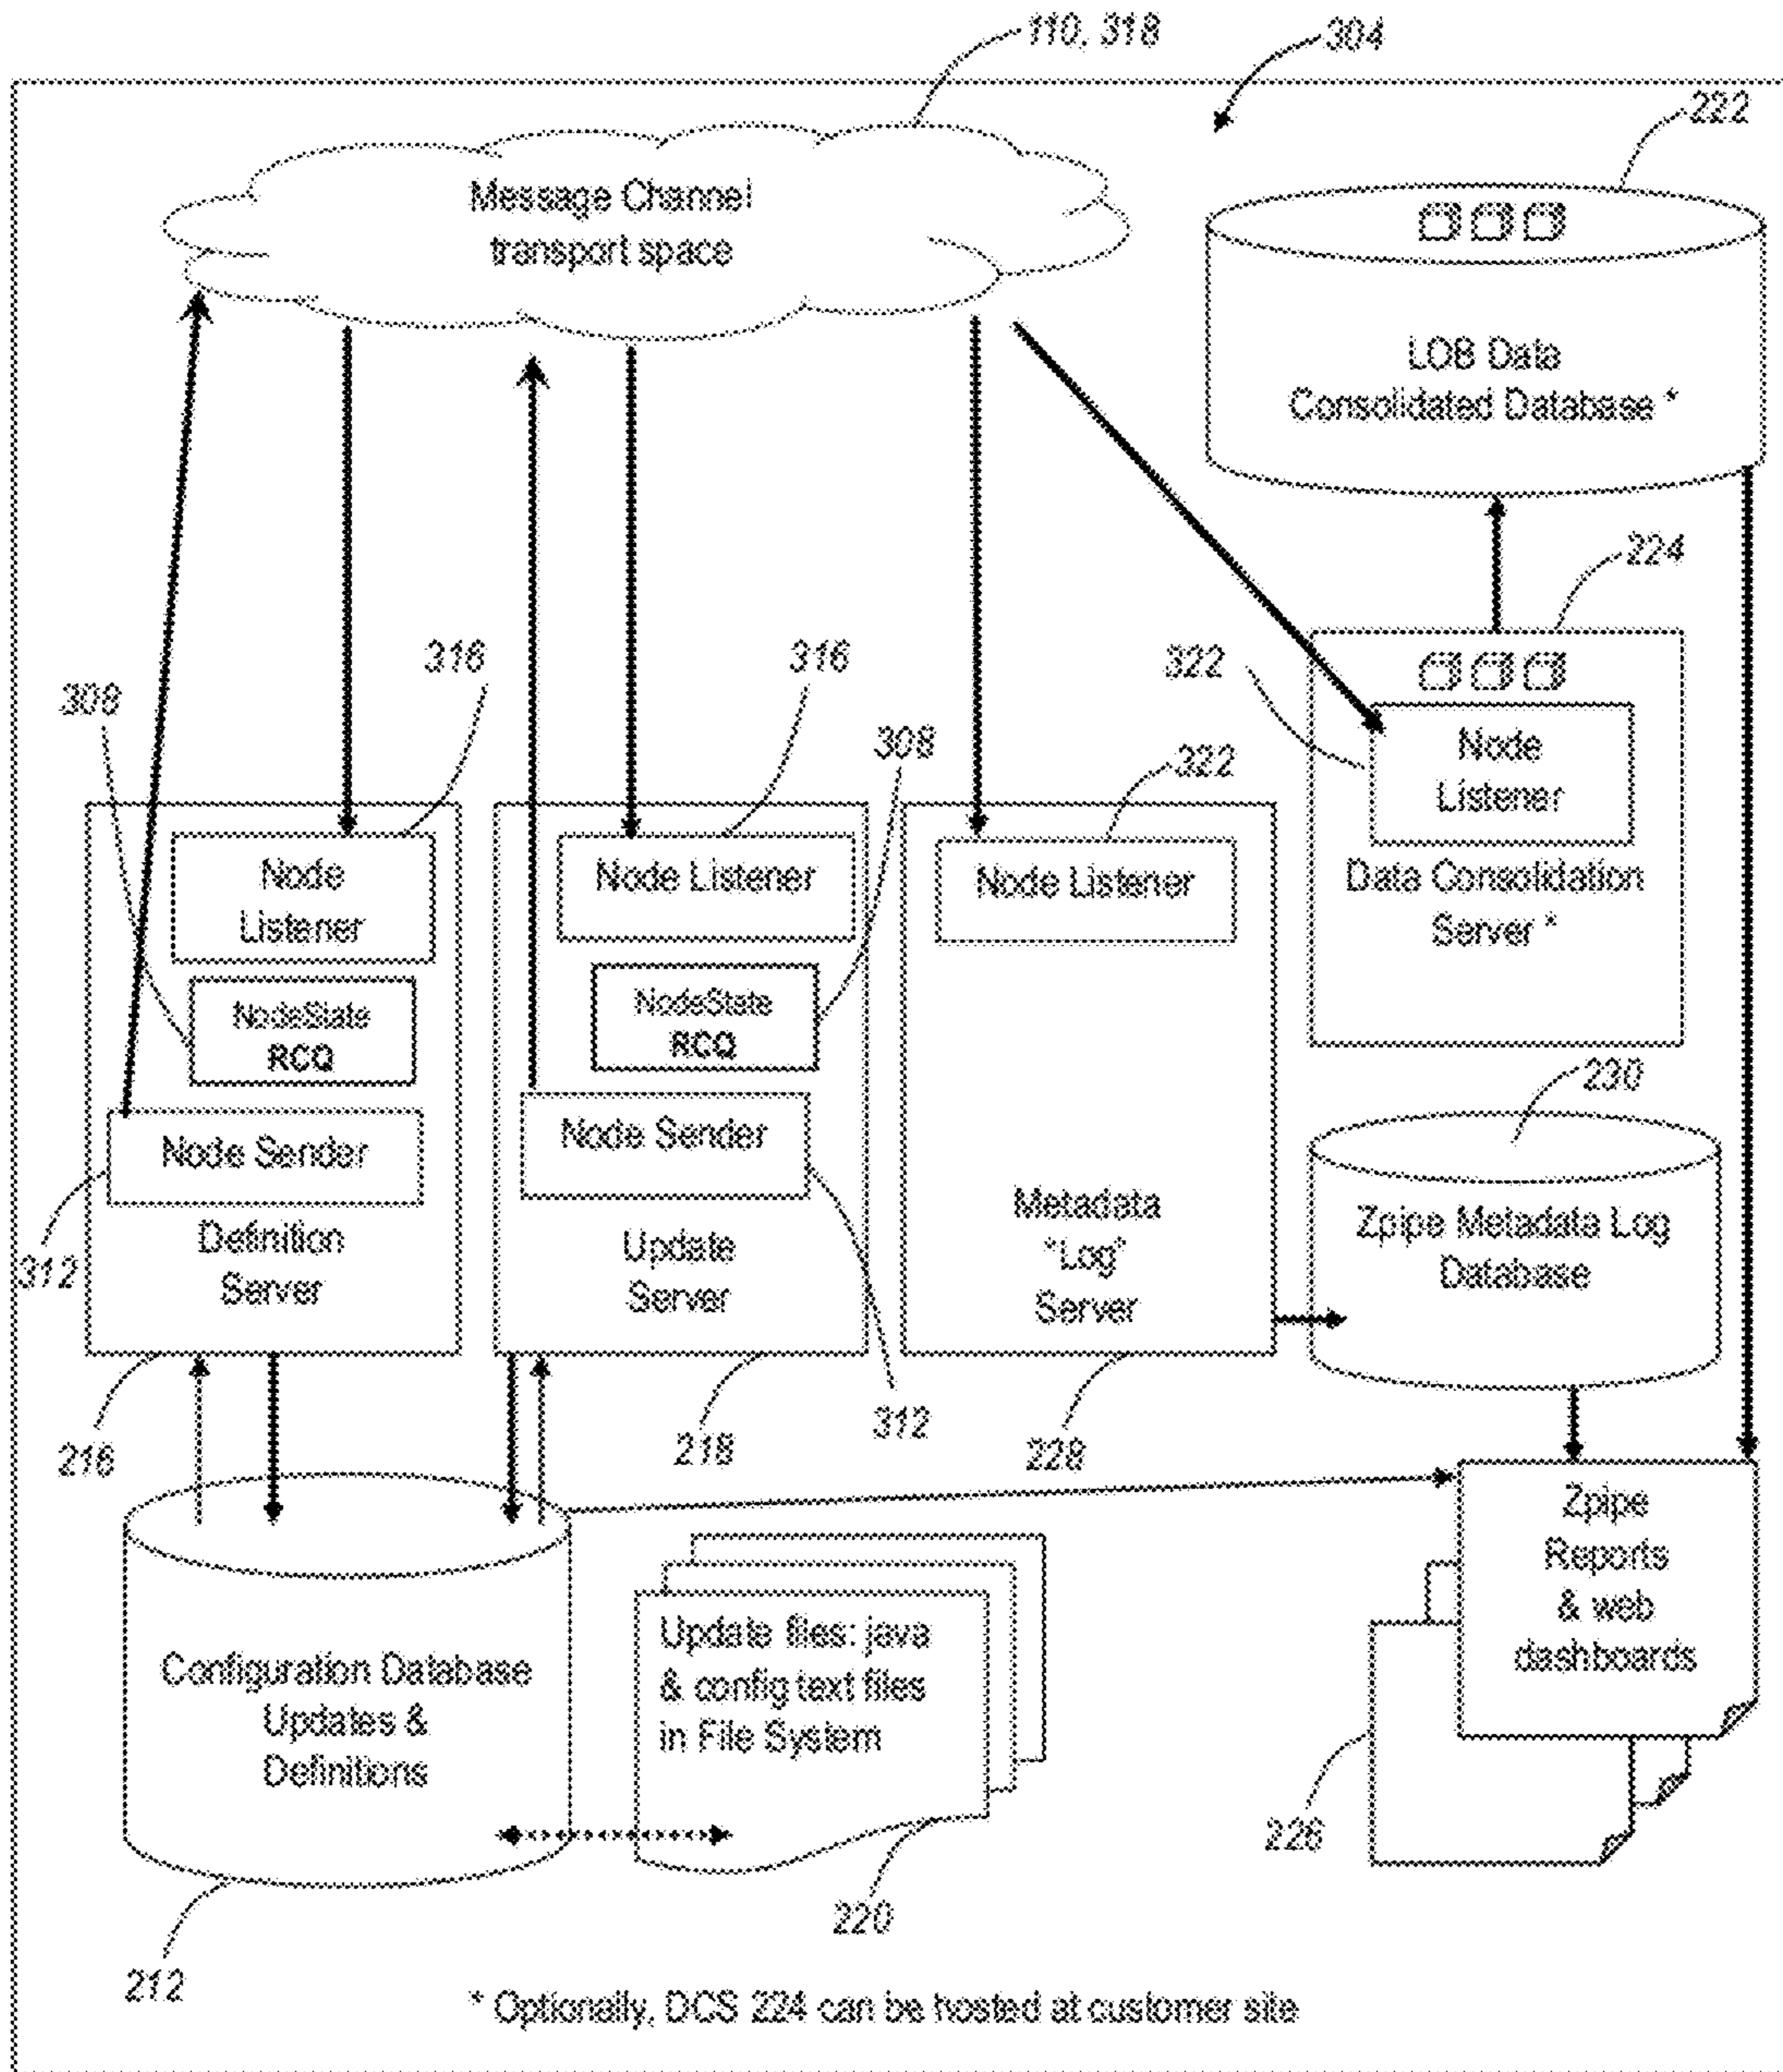 110, 318
304
222
Message Channel
transport space
LOB Data
Consolidated Database *
224
316
316
322
308
308
322
Node
Listener
Data Consolidation
Server *
Node
Listener
Node Listener
Node Listener
NodeState
RCQ
NodeState
RCQ
230
Node Sender
Node Sender
312
Definition
Server
Update
Server
Metadata
"Log"
Server
Zpipe Metadata Log
Database
216
218
312
228
Zpipe
Reports
& web
dashboards
Configuration Database
Updates &
Definitions
Update files: java
& config text files
in File System
226
220
212
* Optionally, DCS 224 can be hosted at customer site